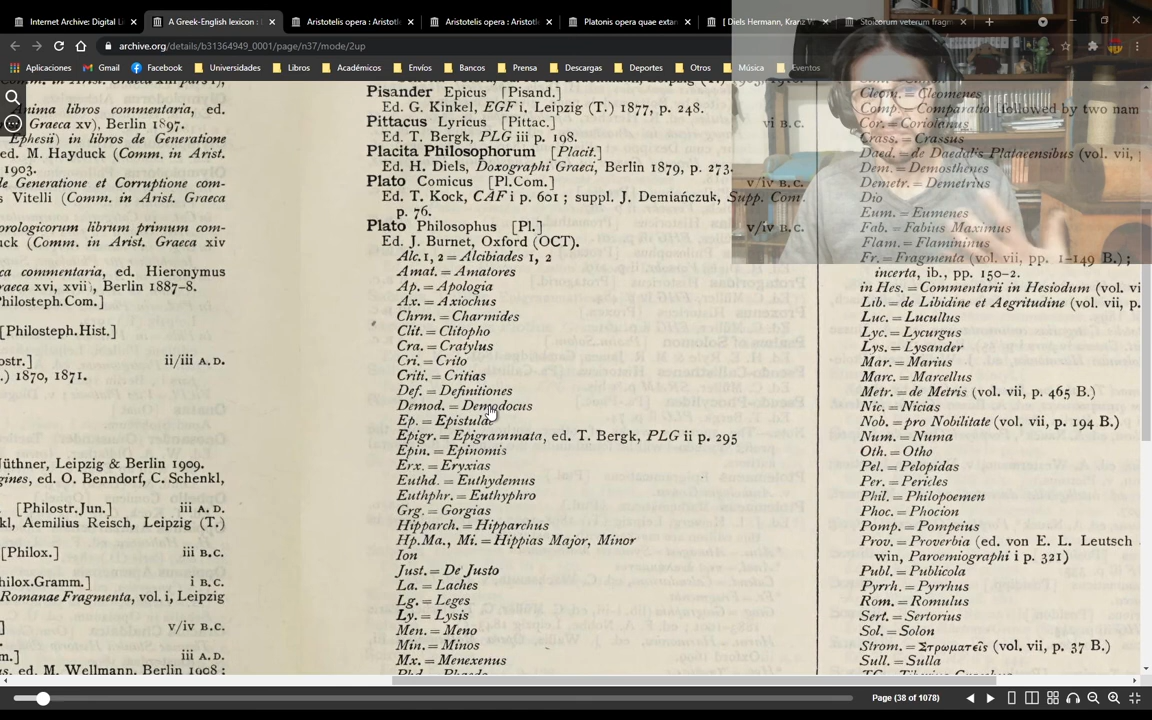 Internet Archive: Digital Li
A Greek-English lexicon :
Aristotelis opera : Aristotle
Aristotelis opera : Aristotle
Platonis opera quae extan
[ Diels Hermann, Kranz W
Stoicorum veterum fragm
archive.org/details/b31364949_0001/page/n37/mode/2up
Aplicaciones
Gmail
Facebook
Universidades
Libros
Académicos
Envíos
Bancos
Prensa
Descargas
Deportes
Otros
Música
Eventos
Anima libros commentaria, ed.
Graeca xv), Berlin 1897.
Ephesii) in libros de Generatione
ed. M. Hayduck (Comm. in Arist.
1903.
de Generatione et Corruptione com-
Vitelli (Comm. in Arist. Graeca
orologicorum librum primum com-
uck (Comm. in Arist. Graeca xiv
ca commentaria, ed. Hieronymus
raeca xvi, xvii), Berlin 1887-8.
Philosteph.Com.]
[Philosteph.Hist.]
ostr.] ii/iii A. D.
.) 1870, 1871.
Nüthner, Leipzig & Berlin 1909.
gines, ed. O. Benndorf, C. Schenkl,
[Philostr.Jun.] iii A. D.
kl, Aemilius Reisch, Leipzig (T.)
[Philox.] iii B.C.
hilox.Gramm.] i B.C.
Romanae Fragmenta, vol. i, Leipzig
] v/iv B.C.
m.] iii A.D.
us, ed. M. Wellmann, Berlin 1908;
Pisander Epicus [Pisand.]
Ed. G. Kinkel, EGF i, Leipzig (T.) 1877, p. 248.
Pittacus Lyricus [Pittac.] vi B.C.
Ed. T. Bergk, PLG iii p. 198.
Placita Philosophorum [Placit.]
Ed. H. Diels, Doxographi Graeci, Berlin 1879, p. 273.
Plato Comicus [Pl.Com.] v/iv B.C.
Ed. T. Kock, CAF i p. 601; suppl. J. Demiańczuk, Supp. Com.
p. 76.
Plato Philosophus [Pl.] v/iv B.C.
Ed. J. Burnet, Oxford (OCT).
Alc. 1, 2 = Alcibiades 1, 2
Amat. = Amatores
Ap. = Apologia
Ax. = Axiochus
Chrm. = Charmides
Clit. = Clitopho
Cra. = Cratylus
Cri. = Crito
Criti. = Critias
Def. = Definitiones
Demod. = Demodocus
Ep. = Epistulae
Epigr. = Epigrammata, ed. T. Bergk, PLG ii p. 295
Epin. = Epinomis
Erx. = Eryxias
Euthd. = Euthydemus
Euthphr. = Euthyphro
Grg. = Gorgias
Hipparch. = Hipparchus
Hp.Ma., Mi. = Hippias Major, Minor
Ion
Just. = De Justo
La. = Laches
Lg. = Leges
Ly. = Lysis
Men. = Meno
Min. = Minos
Mx. = Menexenus
Cleom. = Cleomenes
Comp. = Comparatio [followed by two nam
Cor. = Coriolanus
Crass. = Crassus
Daed. = de Daedalis Plataeensibus (vol. vii,
Dem. = Demosthenes
Demetr. = Demetrius
Dio
Eum. = Eumenes
Fab. = Fabius Maximus
Flam. = Flamininus
Fr. = Fragmenta (vol. vii, pp. 1-149 B.);
incerta, ib., pp. 150-2.
in Hes. = Commentarii in Hesiodum (vol. vi
Lib. = de Libidine et Aegritudine (vol. vii, p.
Luc. = Lucullus
Lyc. = Lycurgus
Lys. = Lysander
Mar. = Marius
Marc. = Marcellus
Metr. = de Metris (vol. vii, p. 465 B.)
Nic. = Nicias
Nob. = pro Nobilitate (vol. vii, p. 194 B.)
Num. = Numa
Oth. = Otho
Pel. = Pelopidas
Per. = Pericles
Phil. = Philopoemen
Phoc. = Phocion
Pomp. = Pompeius
Prov. = Proverbia (ed. von E. L. Leutsch
win, Paroemiographi i p. 321)
Publ. = Publicola
Pyrrh. = Pyrrhus
Rom. = Romulus
Sert. = Sertorius
Sol. = Solon
Strom. = Στρωματεῖς (vol. vii, p. 37 B.)
Sull. = Sulla
Page (38 of 1078)